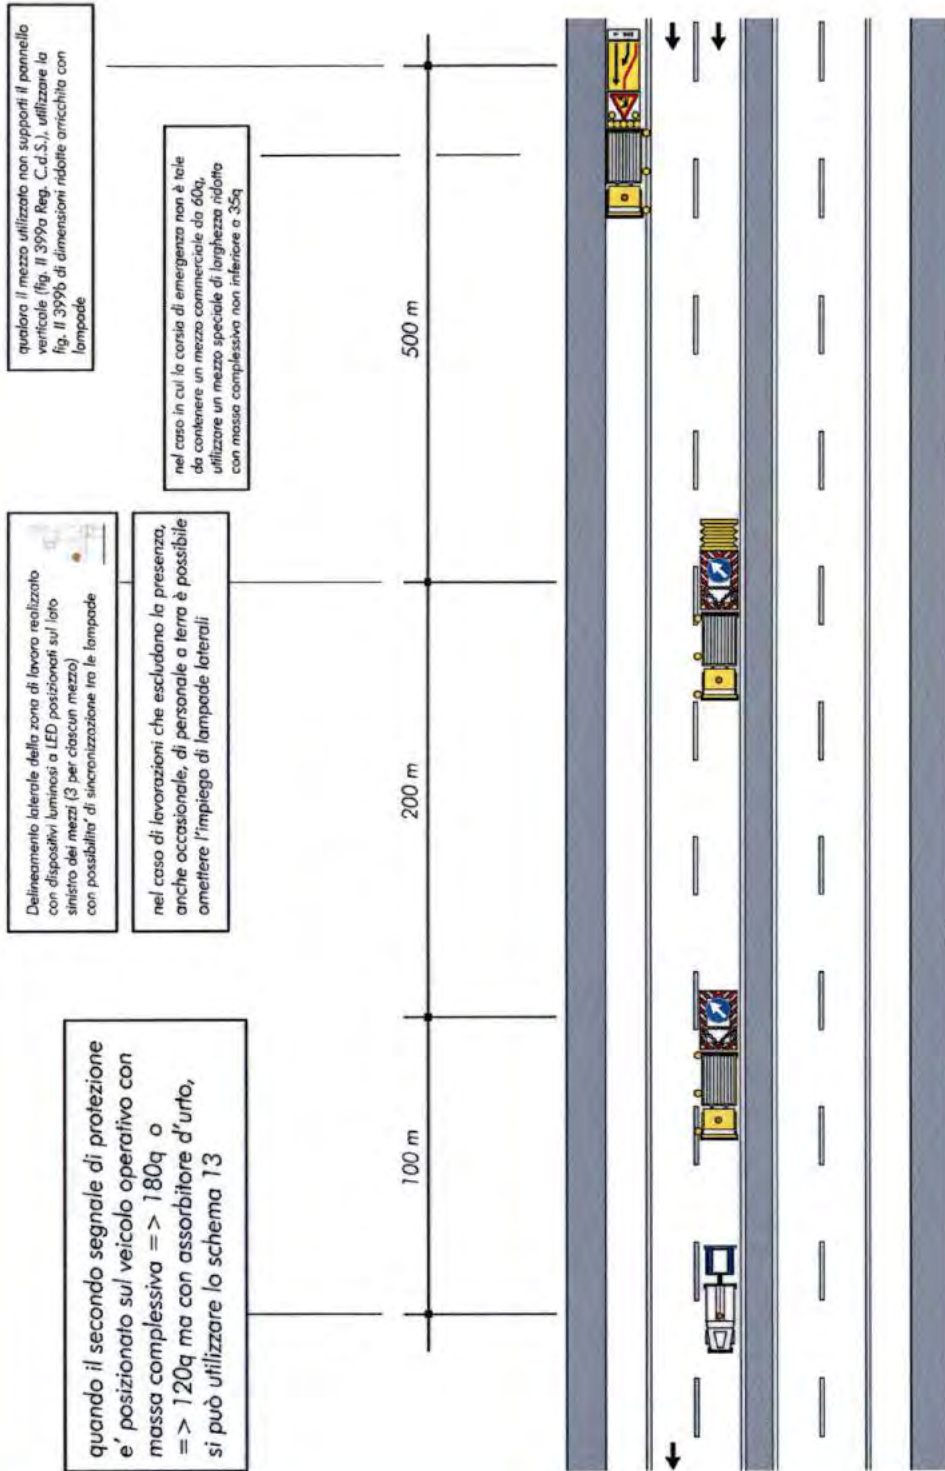 qualora il mezzo utilizzato non supporti il pannello
verticale (fig. II 399a Reg. C.d.S.), utilizzare la
fig. II 399b di dimensioni ridotte arricchita con
lampade
nel caso in cui la corsia di emergenza non è tale
da contenere un mezzo commerciale da 60q,
utilizzare un mezzo speciale di larghezza ridotta
con massa complessiva non inferiore a 35q
Delineamento laterale della zona di lavoro realizzato
con dispositivi luminosi a LED posizionati sul lato
sinistro dei mezzi (3 per ciascun mezzo)
con possibilita' di sincronizzazione tra le lampade
nel caso di lavorazioni che escludano la presenza,
anche occasionale, di personale a terra è possibile
omettere l'impiego di lampade laterali
quando il secondo segnale di protezione
e' posizionato sul veicolo operativo con
massa complessiva = > 180q o
= > 120q ma con assorbitore d'urto,
si può utilizzare lo schema 13
500 m
200 m
100 m